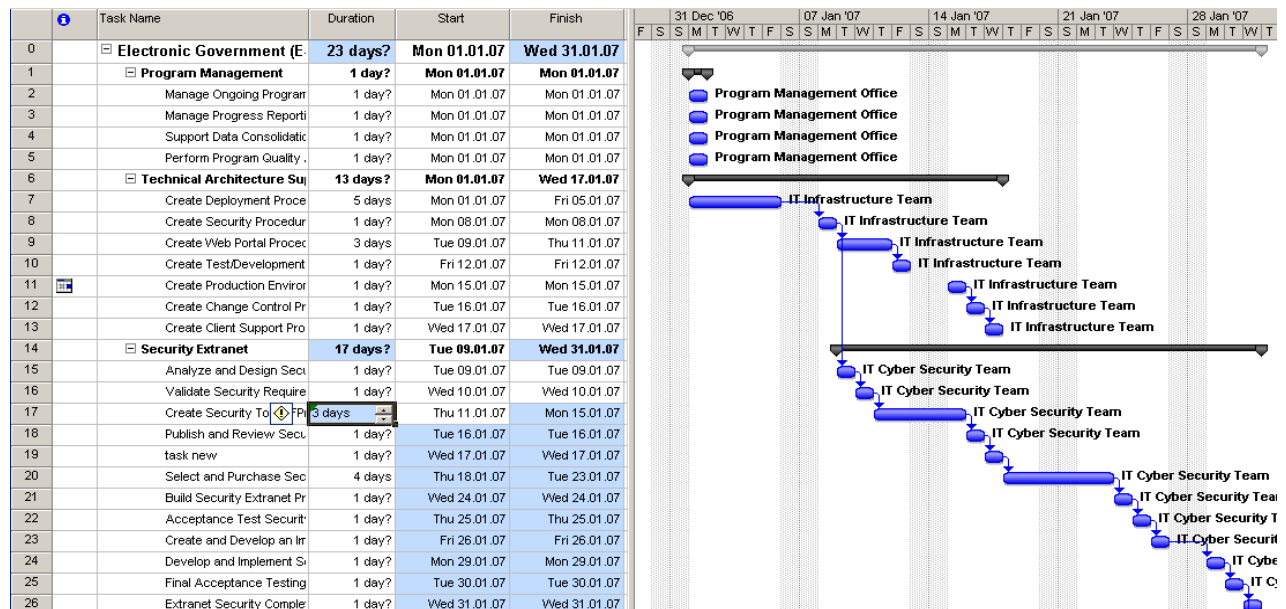 Task Name Duration Start Finish 31 Dec '06 07 Jan '07 14 Jan '07 21 Jan '07 28 Jan '07
F S S M T W T F S S M T W T F S S M T W T F S S M T W T F S S M T W T
0 Electronic Government (E- 23 days? Mon 01.01.07 Wed 31.01.07
1 Program Management 1 day? Mon 01.01.07 Mon 01.01.07
2 Manage Ongoing Program 1 day? Mon 01.01.07 Mon 01.01.07 Program Management Office
3 Manage Progress Reporti 1 day? Mon 01.01.07 Mon 01.01.07 Program Management Office
4 Support Data Consolidatic 1 day? Mon 01.01.07 Mon 01.01.07 Program Management Office
5 Perform Program Quality . 1 day? Mon 01.01.07 Mon 01.01.07 Program Management Office
6 Technical Architecture Su 13 days? Mon 01.01.07 Wed 17.01.07
7 Create Deployment Proce 5 days Mon 01.01.07 Fri 05.01.07 IT Infrastructure Team
8 Create Security Procedur 1 day? Mon 08.01.07 Mon 08.01.07 IT Infrastructure Team
9 Create Web Portal Proced 3 days Tue 09.01.07 Thu 11.01.07 IT Infrastructure Team
10 Create Test/Development 1 day? Fri 12.01.07 Fri 12.01.07 IT Infrastructure Team
11 Create Production Enviror 1 day? Mon 15.01.07 Mon 15.01.07 IT Infrastructure Team
12 Create Change Control Pr 1 day? Tue 16.01.07 Tue 16.01.07 IT Infrastructure Team
13 Create Client Support Pro 1 day? Wed 17.01.07 Wed 17.01.07 IT Infrastructure Team
14 Security Extranet 17 days? Tue 09.01.07 Wed 31.01.07
15 Analyze and Design Secu 1 day? Tue 09.01.07 Tue 09.01.07 IT Cyber Security Team
16 Validate Security Require 1 day? Wed 10.01.07 Wed 10.01.07 IT Cyber Security Team
17 Create Security To FP 3 days Thu 11.01.07 Mon 15.01.07 IT Cyber Security Team
18 Publish and Review Secu 1 day? Tue 16.01.07 Tue 16.01.07 IT Cyber Security Team
19 task new 1 day? Wed 17.01.07 Wed 17.01.07
20 Select and Purchase Sec 4 days Thu 18.01.07 Tue 23.01.07 IT Cyber Security Team
21 Build Security Extranet Pr 1 day? Wed 24.01.07 Wed 24.01.07 IT Cyber Security Tear
22 Acceptance Test Securit 1 day? Thu 25.01.07 Thu 25.01.07 IT Cyber Security T
23 Create and Develop an Ir 1 day? Fri 26.01.07 Fri 26.01.07 IT Cyber Securit
24 Develop and Implement S 1 day? Mon 29.01.07 Mon 29.01.07 IT Cybe
25 Final Acceptance Testing 1 day? Tue 30.01.07 Tue 30.01.07 IT C
26 Extranet Security Comple 1 day? Wed 31.01.07 Wed 31.01.07